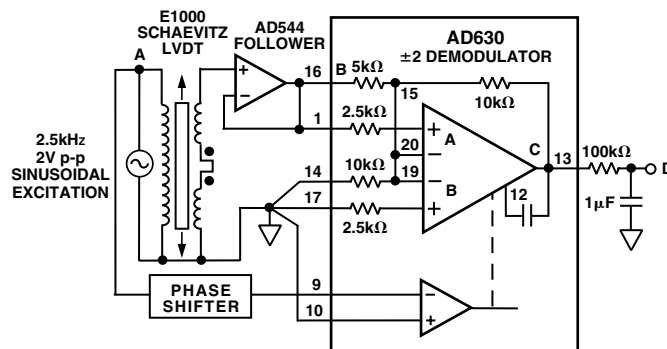 E1000
SCHAEVITZ
LVDT
A
AD544
FOLLOWER
AD630
±2 DEMODULATOR
16
B
5kΩ
15
10kΩ
1
2.5kΩ
A
20
C
13
100kΩ
D
2.5kHz
2V p-p
SINUSOIDAL
EXCITATION
14
10kΩ
19
B
12
1µF
17
2.5kΩ
PHASE
SHIFTER
9
10